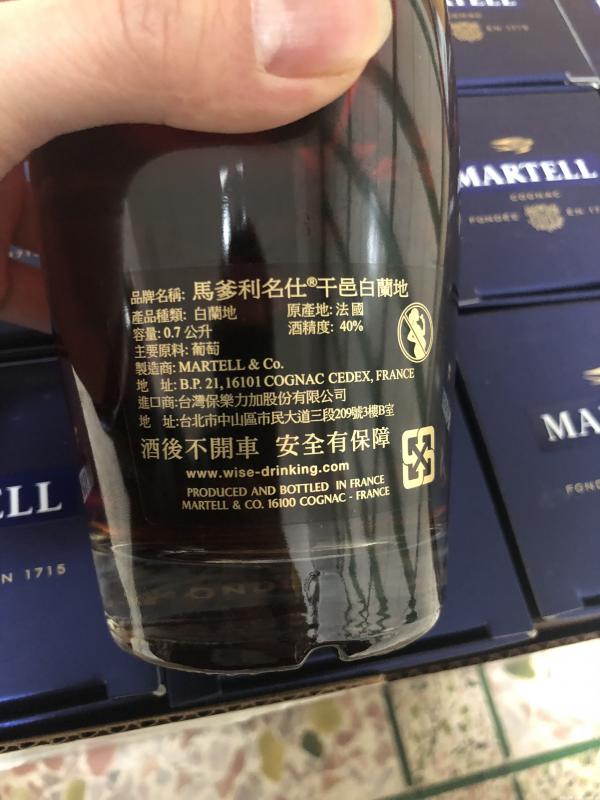 TELL
COGNAC
EN 1715
MARTELL
COGNAC
FONDÉE EN 17
品牌名稱: 馬爹利名仕®干邑白蘭地
產品種類: 白蘭地 原產地: 法國
容量: 0.7 公升 酒精度: 40%
主要原料: 葡萄
製造商: MARTELL & Co.
地 址: B.P. 21, 16101 COGNAC CEDEX, FRANCE
進口商:台灣保樂力加股份有限公司
地 址:台北市中山區市民大道三段209號3樓B室
酒後不開車 安全有保障
www.wise-drinking.com
PRODUCED AND BOTTLED IN FRANCE
MARTELL & CO. 16100 COGNAC - FRANCE
MA
FOND
ELL
N 1715